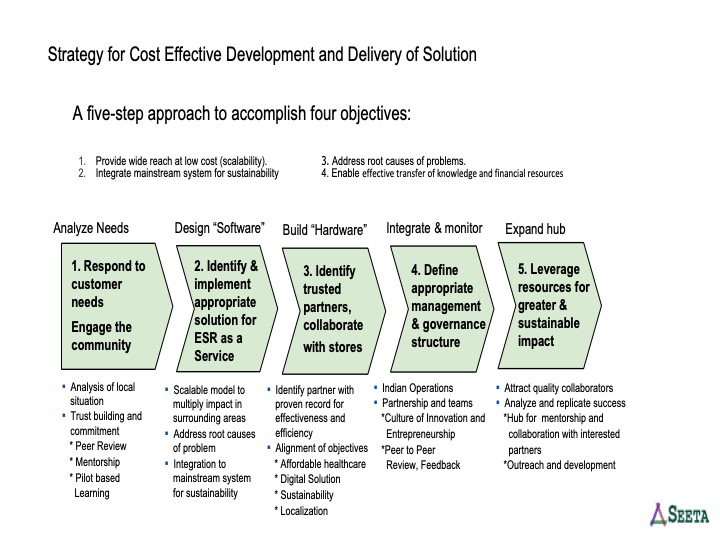 Strategy for Cost Effective Development and Delivery of Solution
A five-step approach to accomplish four objectives:
1. Provide wide reach at low cost (scalability).
2. Integrate mainstream system for sustainability
3. Address root causes of problems.
4. Enable effective transfer of knowledge and financial resources
Analyze Needs
1. Respond to
customer
needs
Engage the
community
▪ Analysis of local
situation
▪ Trust building and
commitment
* Peer Review
* Mentorship
* Pilot based
Learning
Design “Software”
2. Identify &
implement
appropriate
solution for
ESR as a
Service
▪ Scalable model to
multiply impact in
surrounding areas
▪ Address root causes
of problem
▪ Integration to
mainstream system
for sustainability
Build “Hardware”
3. Identify
trusted
partners,
collaborate
with stores
▪ Identify partner with
proven record for
effectiveness and
efficiency
▪ Alignment of objectives
* Affordable healthcare
* Digital Solution
* Sustainability
* Localization
Integrate & monitor
4. Define
appropriate
management
& governance
structure
▪ Indian Operations
▪ Partnership and teams
*Culture of Innovation and
Entrepreneurship
*Peer to Peer
Review, Feedback
Expand hub
5. Leverage
resources for
greater &
sustainable
impact
▪ Attract quality collaborators
▪ Analyze and replicate success
*Hub for mentorship and
collaboration with interested
partners
*Outreach and development
SEETA